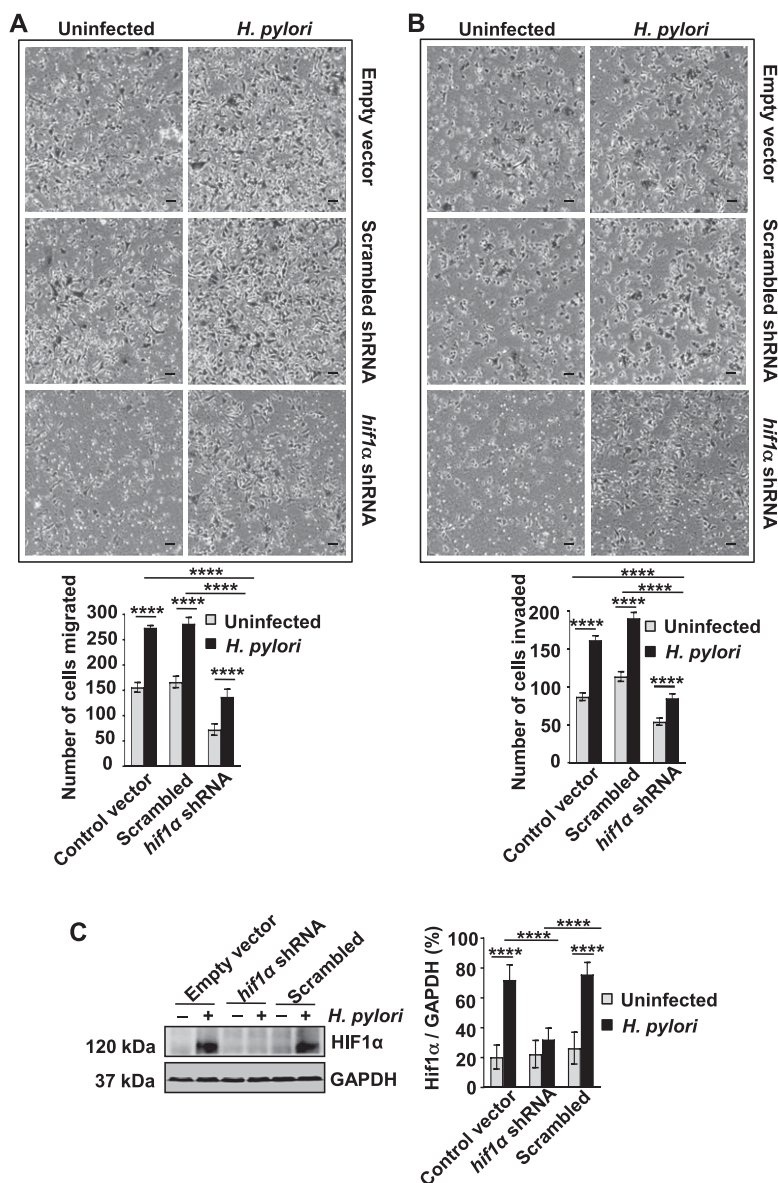 A
Uninfected
H. pylori
Empty vector
Scrambled shRNA
hif1α shRNA
Number of cells migrated
300
250
200
150
100
50
0
****
****
****
****
****
Uninfected
H. pylori
Control vector
Scrambled
hif1α shRNA
B
Uninfected
H. pylori
Empty vector
Scrambled shRNA
hif1α shRNA
Number of cells invaded
200
150
100
50
0
****
****
****
****
****
Uninfected
H. pylori
Control vector
Scrambled
hif1α shRNA
C
Empty vector
hif1α shRNA
Scrambled
– + – + – + H. pylori
120 kDa HIF1α
37 kDa GAPDH
Hif1α / GAPDH (%)
100
80
60
40
20
0
****
****
****
****
Uninfected
H. pylori
Control vector
hif1α shRNA
Scrambled